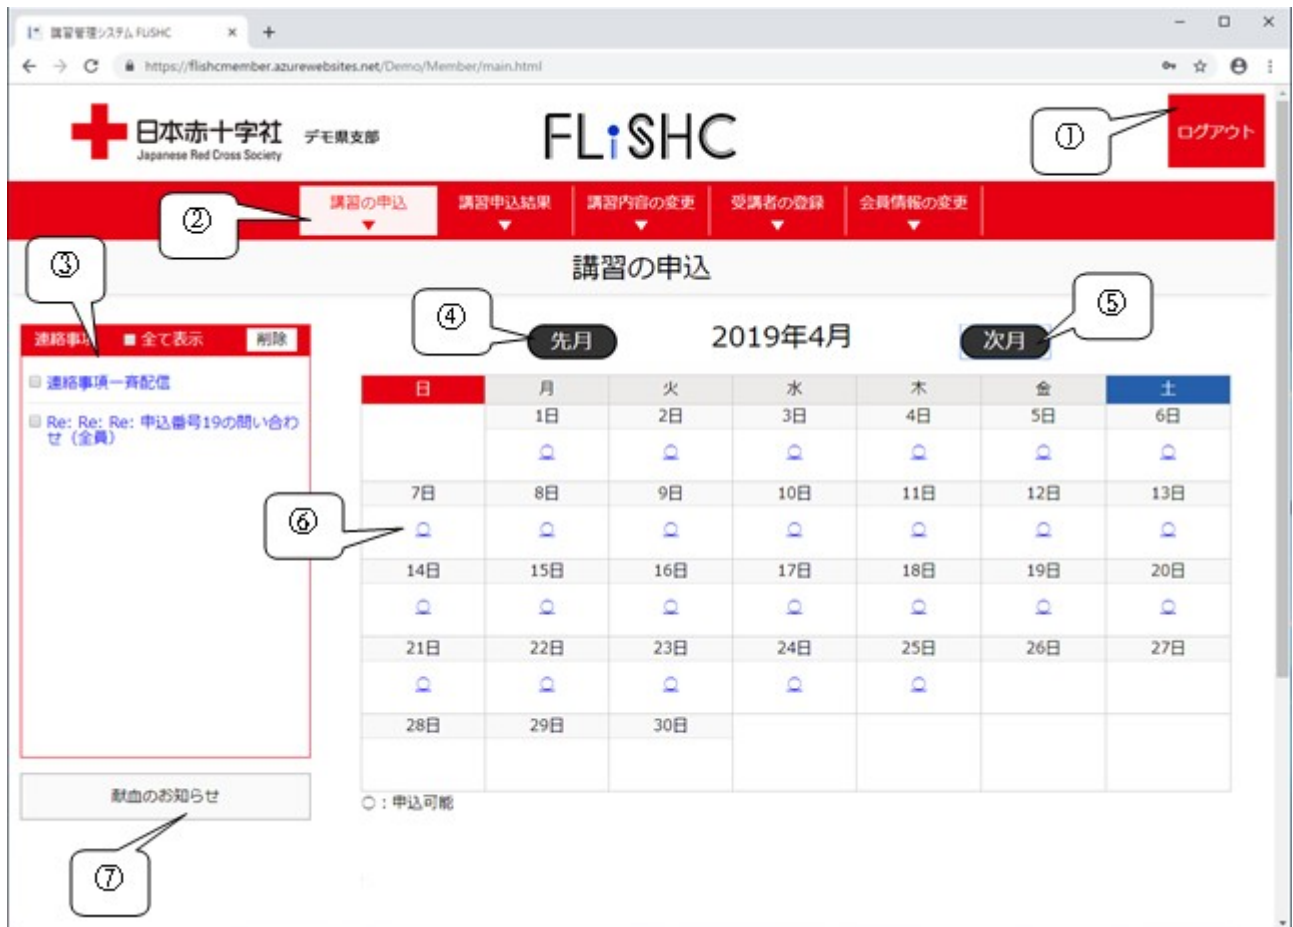 講習管理システム FLiSHC
https://flishcmember.azurewebsites.net/Demo/Member/main.html
日本赤十字社 デモ県支部
Japanese Red Cross Society
FLiSHC
① ログアウト
② 講習の申込 講習申込結果 講習内容の変更 受講者の登録 会員情報の変更
③ 講習の申込
④ 先月 2019年4月 次月 ⑤
連絡事項 全て表示 削除
連絡事項一斉配信
Re: Re: Re: 申込番号19の問い合わ
せ（全員）
日 月 火 水 木 金 土
1日 2日 3日 4日 5日 6日
○ ○ ○ ○ ○ ○
7日 8日 9日 10日 11日 12日 13日
⑥ ○ ○ ○ ○ ○ ○ ○
14日 15日 16日 17日 18日 19日 20日
○ ○ ○ ○ ○ ○ ○
21日 22日 23日 24日 25日 26日 27日
○ ○ ○ ○ ○
28日 29日 30日
献血のお知らせ
○：申込可能
⑦